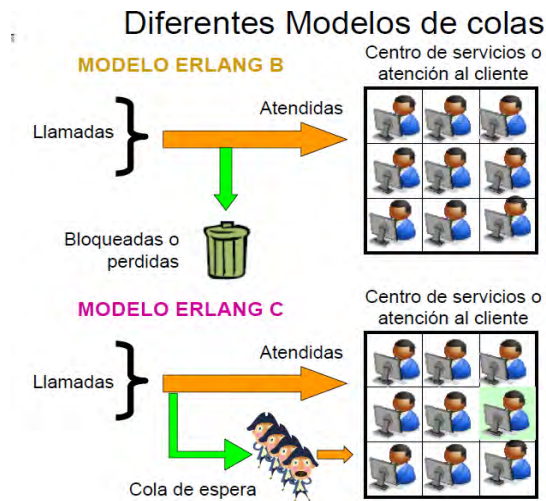 Diferentes Modelos de colas
MODELO ERLANG B
Centro de servicios o
atención al cliente
Llamadas
Atendidas
Bloqueadas o
perdidas
MODELO ERLANG C
Centro de servicios o
atención al cliente
Llamadas
Atendidas
Cola de espera